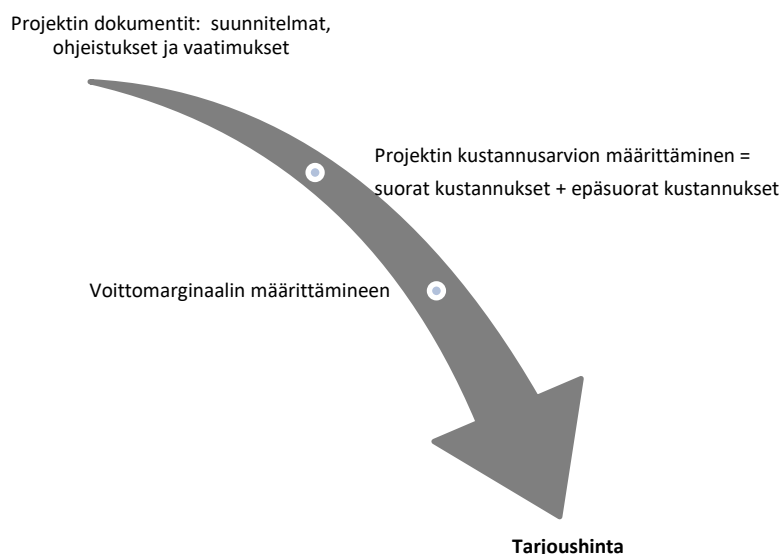 Projektin dokumentit: suunnitelmat,
ohjeistukset ja vaatimukset
Projektin kustannusarvion määrittäminen =
suorat kustannukset + epäsuorat kustannukset
Voittomarginaalin määrittämineen
Tarjoushinta